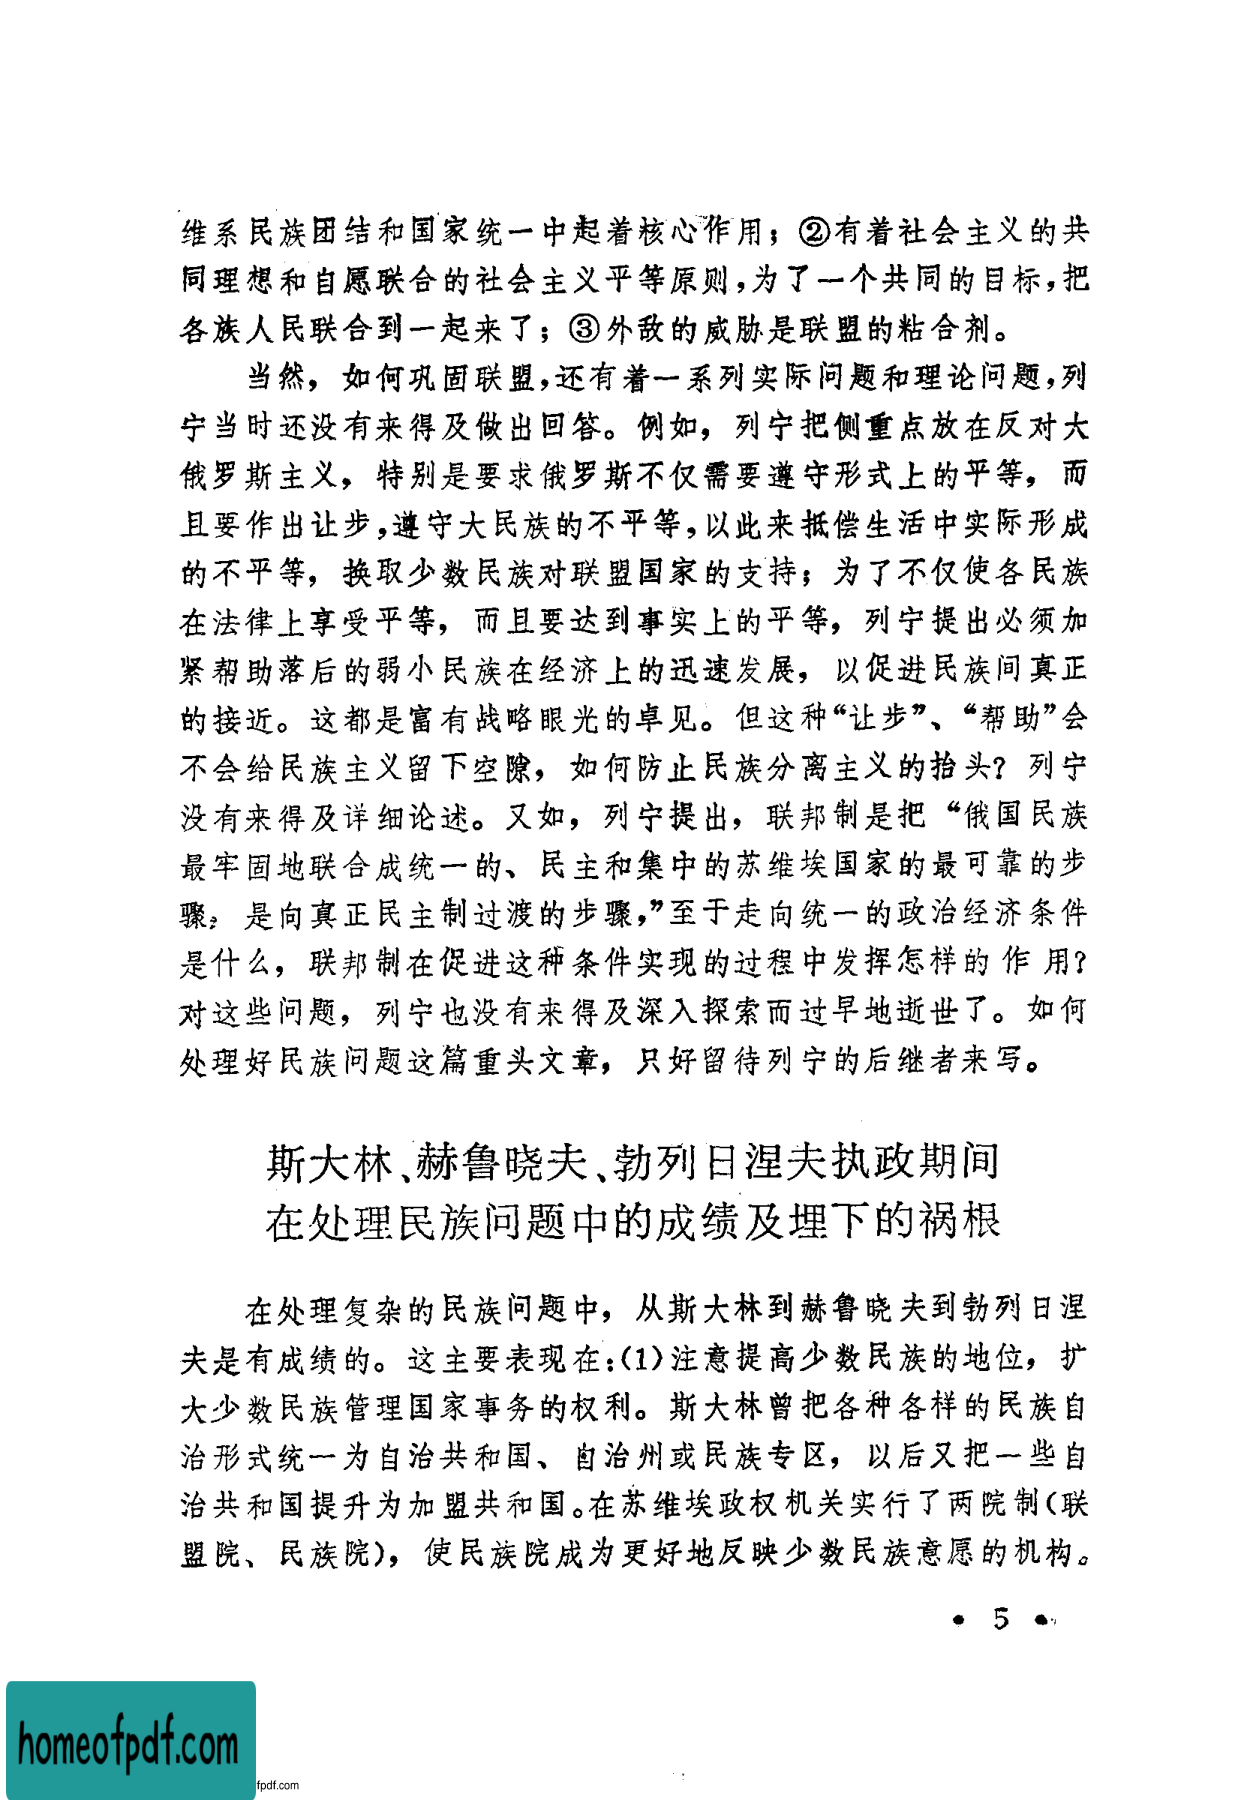 维系民族团结和国家统一中起着核心作用；②有着社会主义的共
同理想和自愿联合的社会主义平等原则，为了一个共同的目标，把
各族人民联合到一起来了；③外敌的威胁是联盟的粘合剂。
当然，如何巩固联盟，还有着一系列实际问题和理论问题，列
宁当时还没有来得及做出回答。例如，列宁把侧重点放在反对大
俄罗斯主义，特别是要求俄罗斯不仅需要遵守形式上的平等，而
且要作出让步，遵守大民族的不平等，以此来抵偿生活中实际形成
的不平等，换取少数民族对联盟国家的支持；为了不仅使各民族
在法律上享受平等，而且要达到事实上的平等，列宁提出必须加
紧帮助落后的弱小民族在经济上的迅速发展，以促进民族间真正
的接近。这都是富有战略眼光的卓见。但这种“让步”、“帮助”会
不会给民族主义留下空隙，如何防止民族分离主义的抬头？列宁
没有来得及详细论述。又如，列宁提出，联邦制是把“俄国民族
最牢固地联合成统一的、民主和集中的苏维埃国家的最可靠的步
骤；是向真正民主制过渡的步骤，”至于走向统一的政治经济条件
是什么，联邦制在促进这种条件实现的过程中发挥怎样的作用？
对这些问题，列宁也没有来得及深入探索而过早地逝世了。如何
处理好民族问题这篇重头文章，只好留待列宁的后继者来写。
斯大林、赫鲁晓夫、勃列日涅夫执政期间
在处理民族问题中的成绩及埋下的祸根
在处理复杂的民族问题中，从斯大林到赫鲁晓夫到勃列日涅
夫是有成绩的。这主要表现在：(1)注意提高少数民族的地位，扩
大少数民族管理国家事务的权利。斯大林曾把各种各样的民族自
治形式统一为自治共和国、自治州或民族专区，以后又把一些自
治共和国提升为加盟共和国。在苏维埃政权机关实行了两院制（联
盟院、民族院），使民族院成为更好地反映少数民族意愿的机构。
• 5 •
homeofpdf.com
fpdf.com